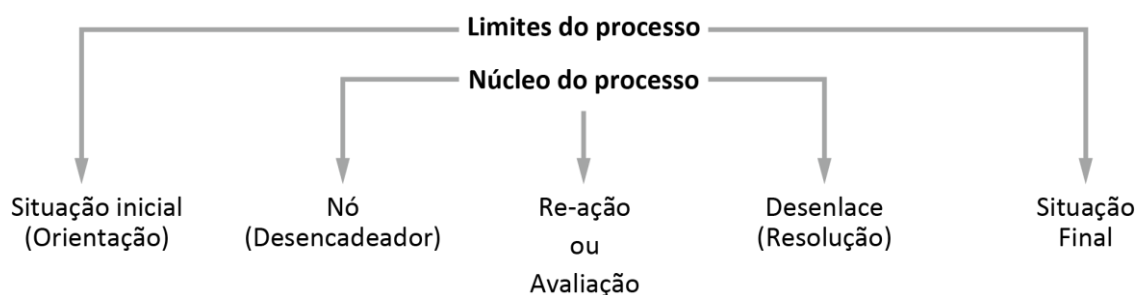 Limites do processo
Núcleo do processo
Situação inicial
(Orientação)
Nó
(Desencadeador)
Re-ação
ou
Avaliação
Desenlace
(Resolução)
Situação
Final